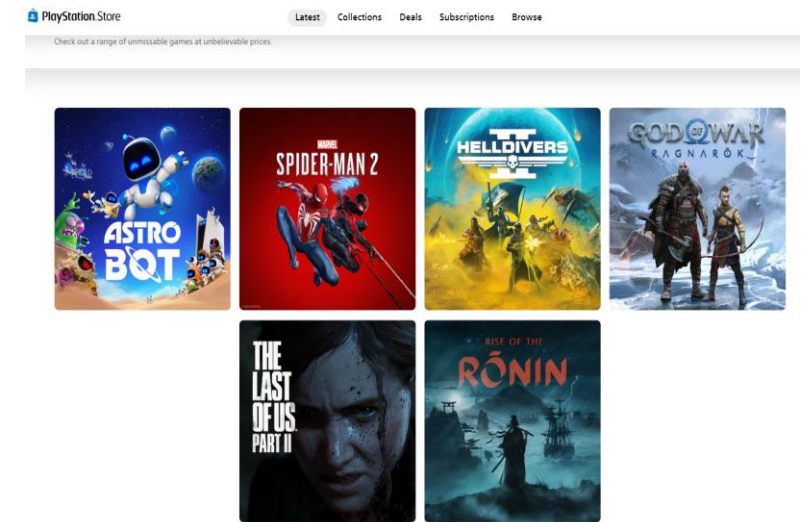 PlayStation.Store
Latest
Collections
Deals
Subscriptions
Browse
Check out a range of unmissable games at unbelievable prices.
ASTRO
BOT
MARVEL
SPIDER-MAN 2
HELLDIVERS
II
GOD OF WAR
RAGNARÖK
THE
LAST
OF US
PART II
RISE OF THE
RŌNIN